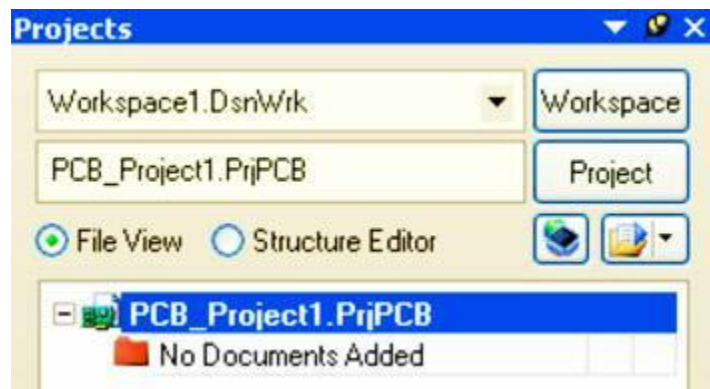 Projects
Workspace1.DsnWrk Workspace
PCB_Project1.PrjPCB Project
File View Structure Editor
PCB_Project1.PrjPCB
No Documents Added